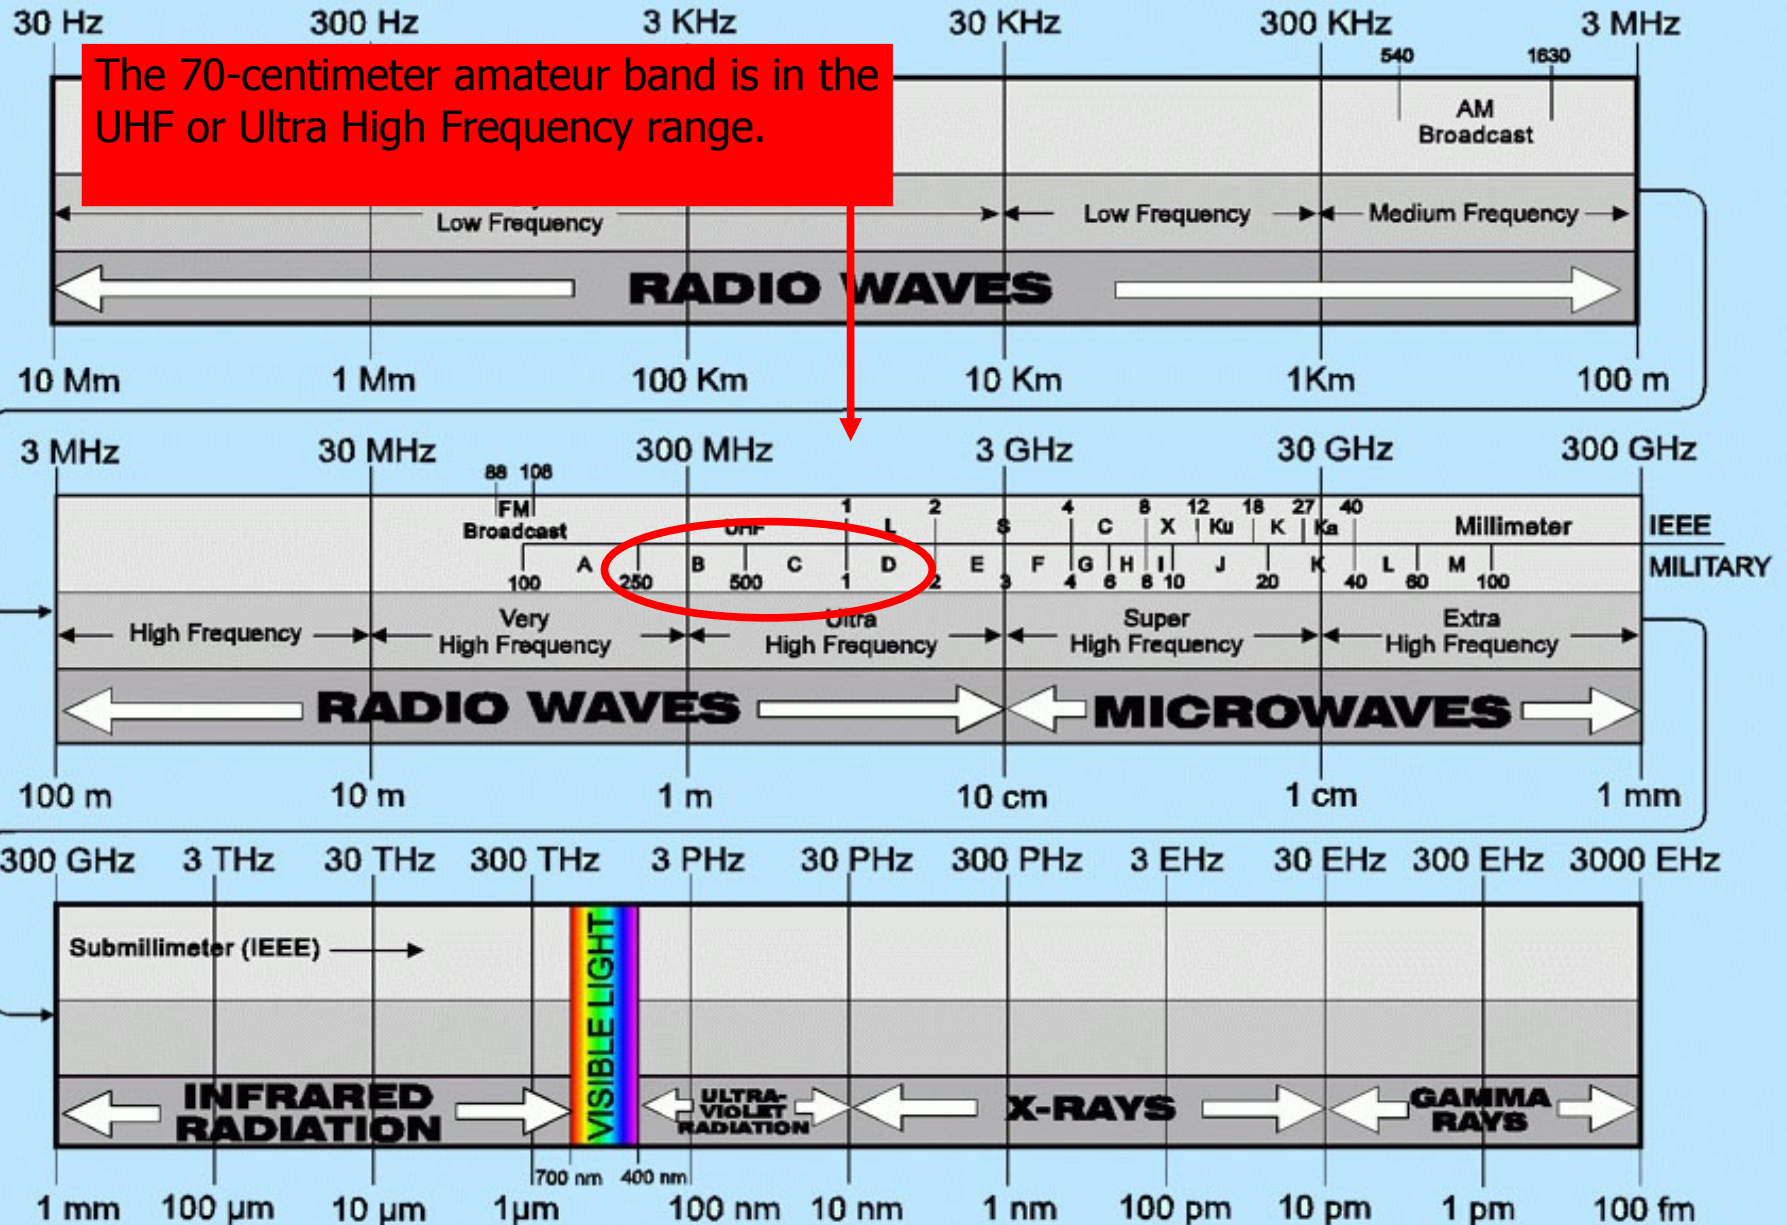 30 Hz 300 Hz 3 KHz 30 KHz 300 KHz 3 MHz
540 1630
The 70-centimeter amateur band is in the
UHF or Ultra High Frequency range.
AM
Broadcast
Low Frequency Low Frequency Medium Frequency
RADIO WAVES
10 Mm 1 Mm 100 Km 10 Km 1Km 100 m
3 MHz 30 MHz 300 MHz 3 GHz 30 GHz 300 GHz
88 108
1 2 4 8 12 18 27 40
FM
Broadcast UHF L S C X Ku K Ka Millimeter IEEE
A B C D E F G H I J K L M MILITARY
100 250 500 1 2 3 4 6 8 10 20 40 60 100
High Frequency Very High Frequency Ultra High Frequency Super High Frequency Extra High Frequency
RADIO WAVES MICROWAVES
100 m 10 m 1 m 10 cm 1 cm 1 mm
300 GHz 3 THz 30 THz 300 THz 3 PHz 30 PHz 300 PHz 3 EHz 30 EHz 300 EHz 3000 EHz
Submillimeter (IEEE)
VISIBLE LIGHT
INFRARED RADIATION ULTRA-VIOLET RADIATION X-RAYS GAMMA RAYS
700 nm 400 nm
1 mm 100 µm 10 µm 1µm 100 nm 10 nm 1 nm 100 pm 10 pm 1 pm 100 fm